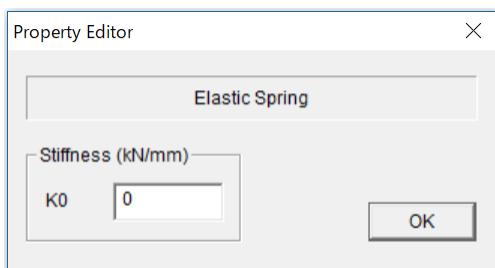 Property Editor
Elastic Spring
Stiffness (kN/mm)
K0 0
OK